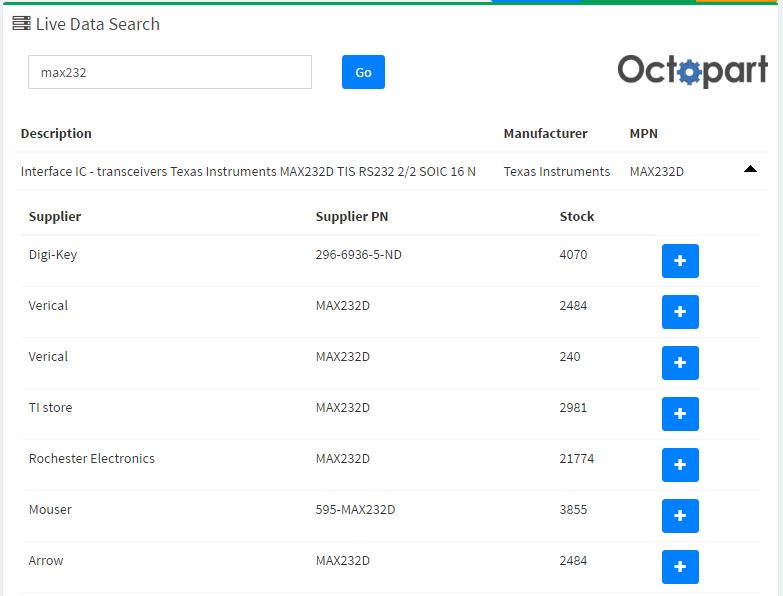 Live Data Search
max232 Go Octopart
Description Manufacturer MPN
Interface IC - transceivers Texas Instruments MAX232D TIS RS232 2/2 SOIC 16 N Texas Instruments MAX232D
Supplier Supplier PN Stock
Digi-Key 296-6936-5-ND 4070
Verical MAX232D 2484
Verical MAX232D 240
TI store MAX232D 2981
Rochester Electronics MAX232D 21774
Mouser 595-MAX232D 3855
Arrow MAX232D 2484